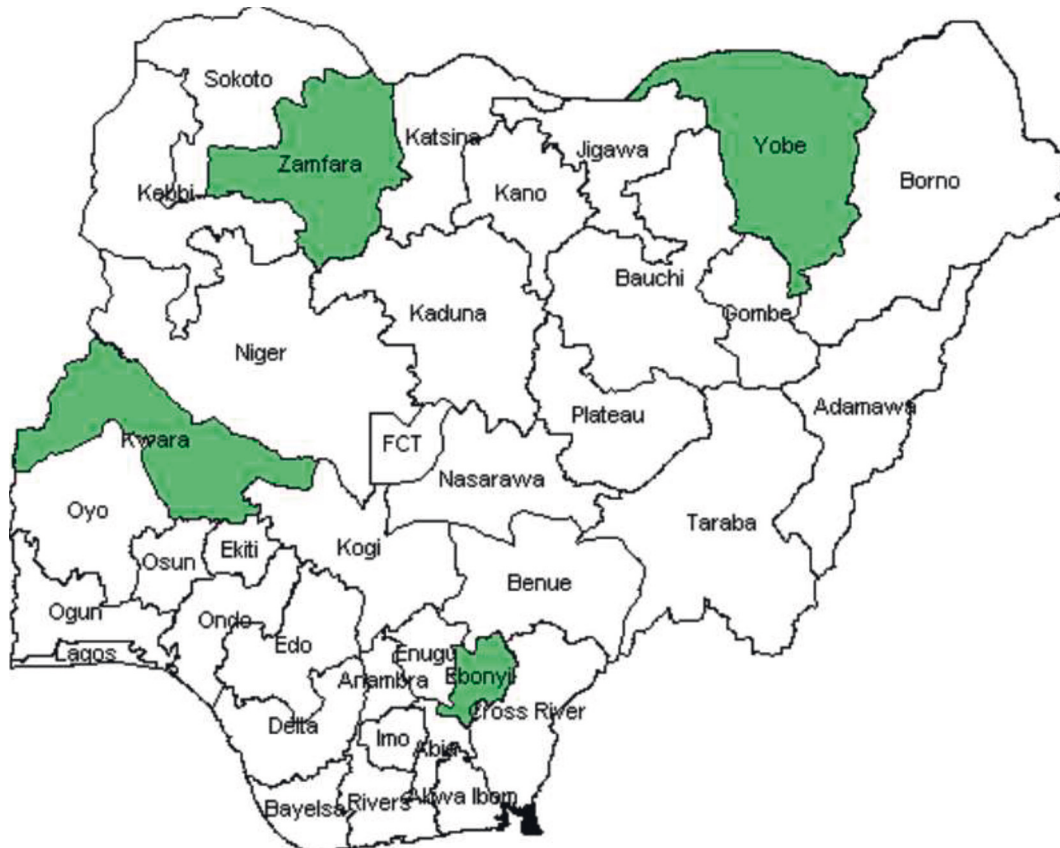 Sokoto
Katsina
Zamfara
Jigawa
Yobe
Borno
Kebbi
Kano
Bauchi
Kaduna
Gombe
Niger
Adamawa
Plateau
Kwara
FCT
Nasarawa
Oyo
Taraba
Kogi
Ekiti
Osun
Benue
Ogun
Ondo
Edo
Lagos
Enugu
Ebonyi
Anambra
Cross River
Delta
Imo
Abia
Bayelsa
Rivers
Akwa Ibom